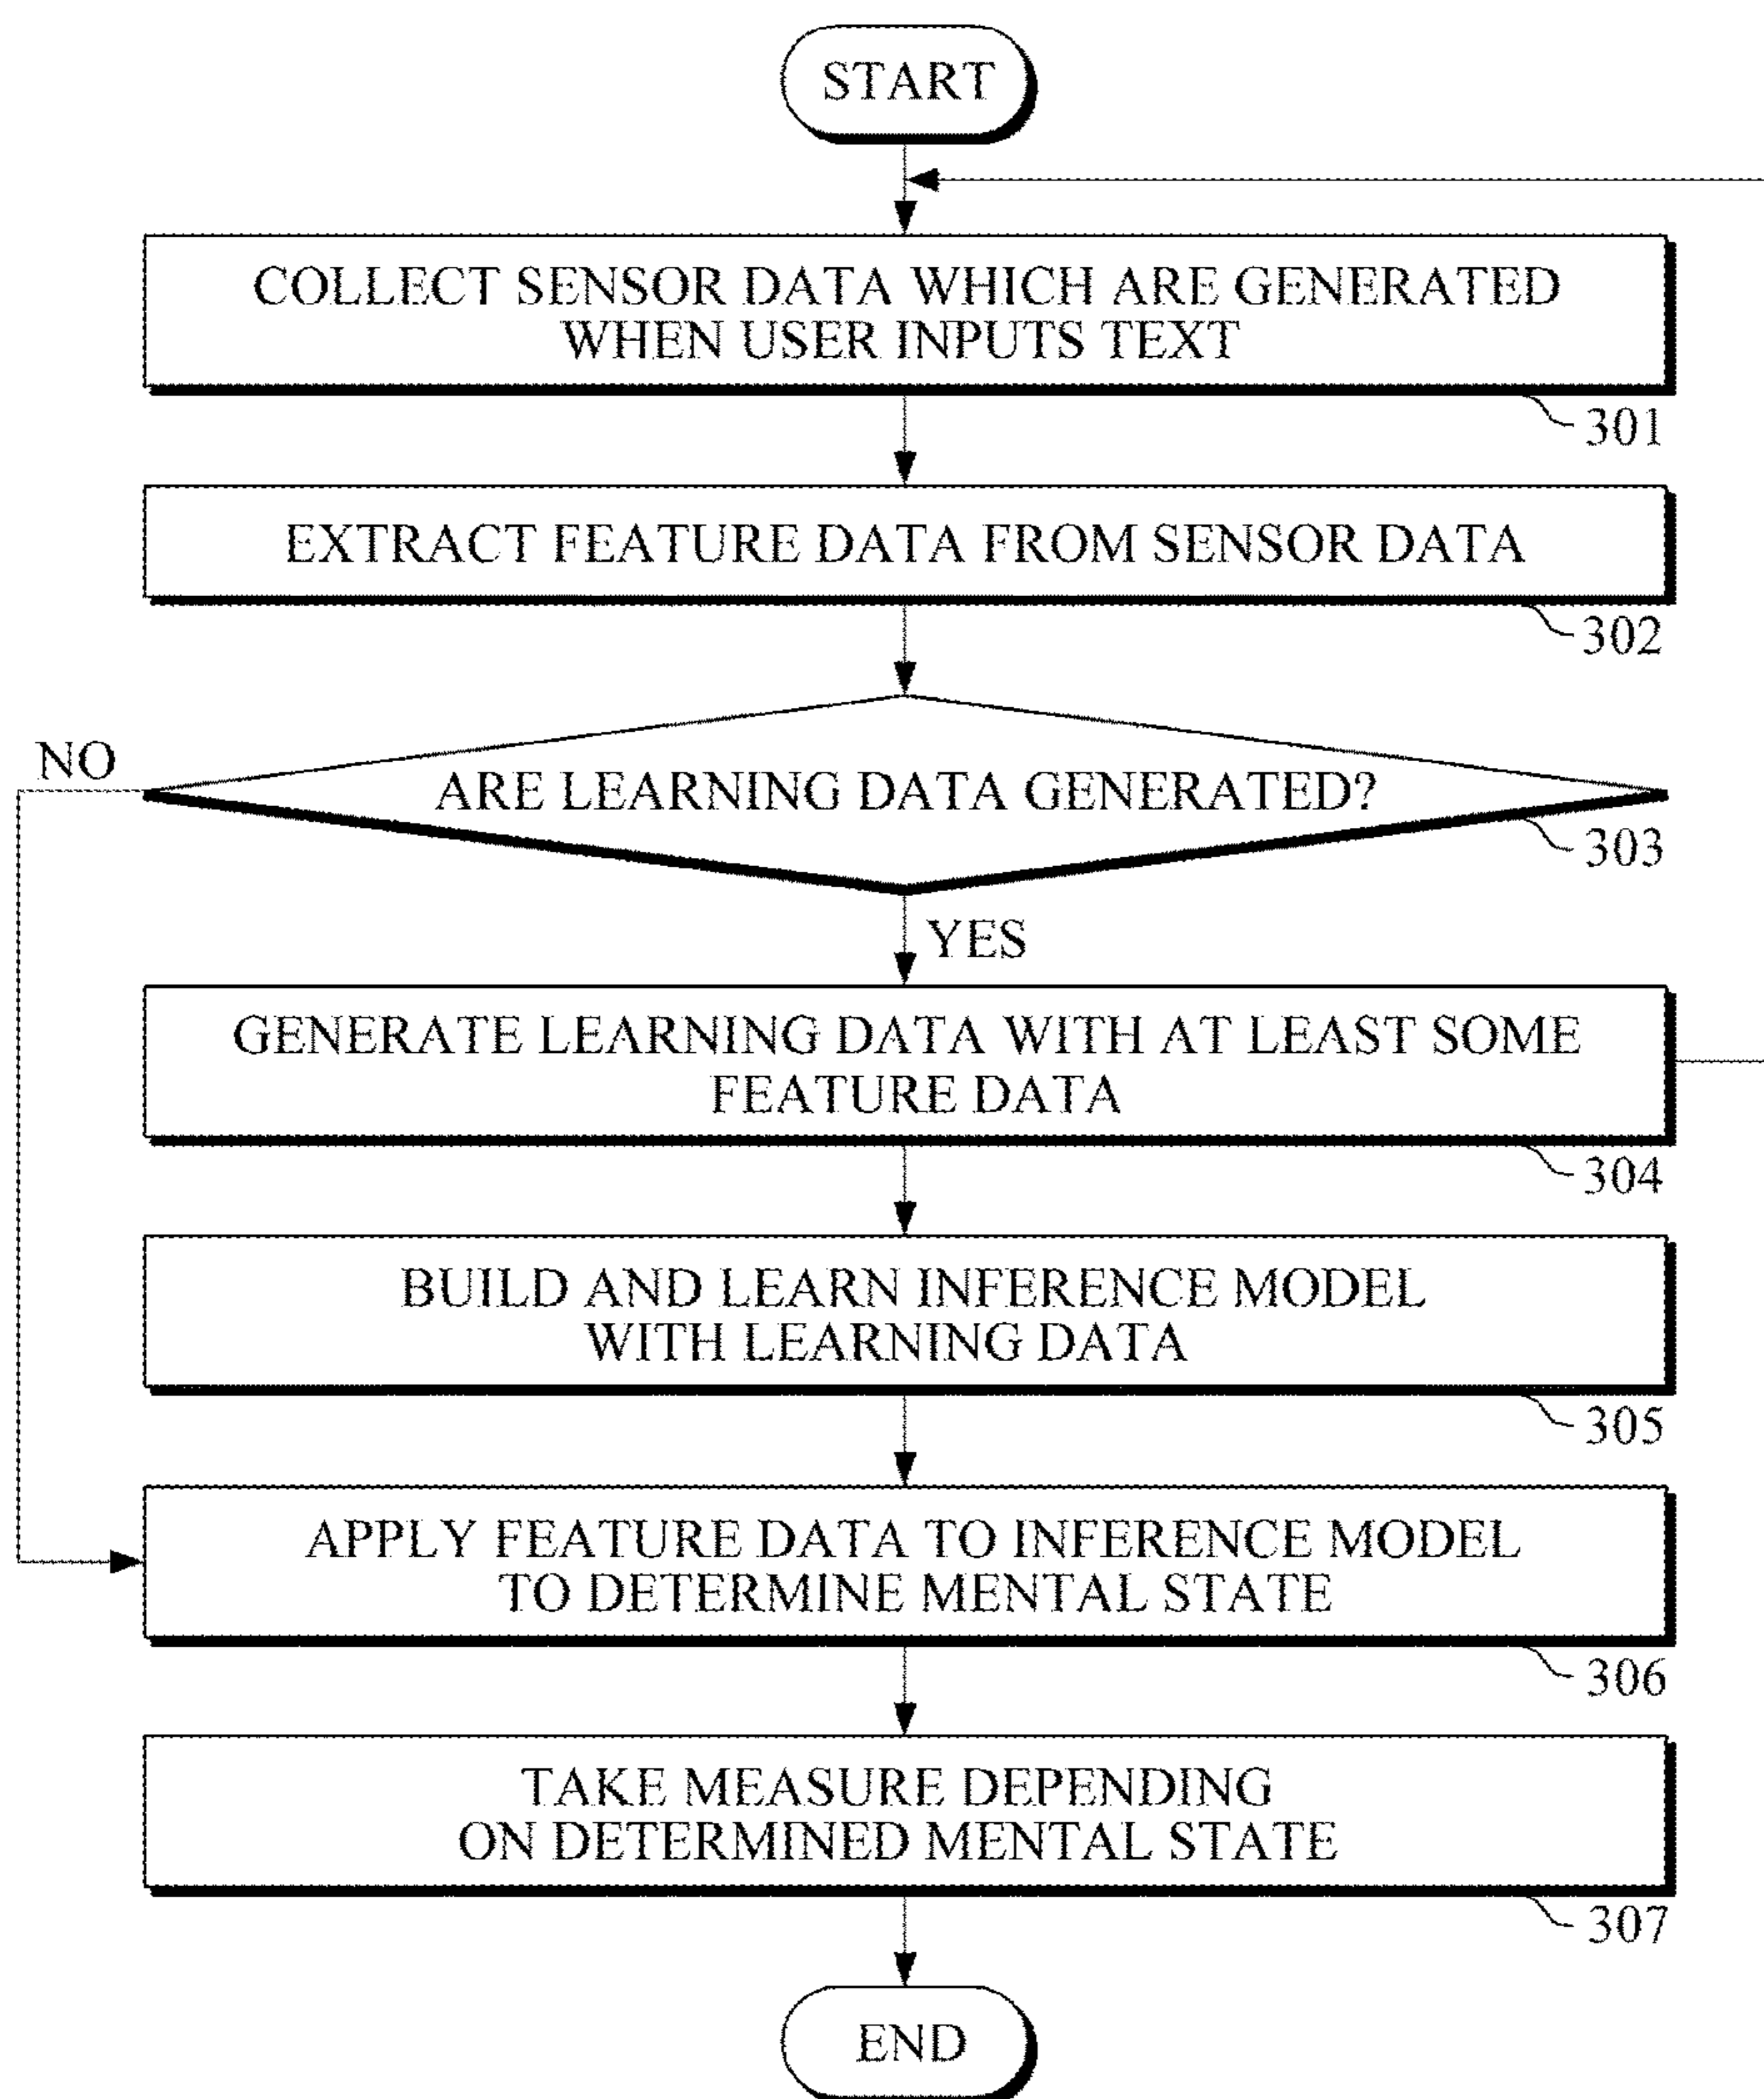 START
COLLECT SENSOR DATA WHICH ARE GENERATED
WHEN USER INPUTS TEXT
301
EXTRACT FEATURE DATA FROM SENSOR DATA
302
NO
ARE LEARNING DATA GENERATED?
303
YES
GENERATE LEARNING DATA WITH AT LEAST SOME
FEATURE DATA
304
BUILD AND LEARN INFERENCE MODEL
WITH LEARNING DATA
305
APPLY FEATURE DATA TO INFERENCE MODEL
TO DETERMINE MENTAL STATE
306
TAKE MEASURE DEPENDING
ON DETERMINED MENTAL STATE
307
END